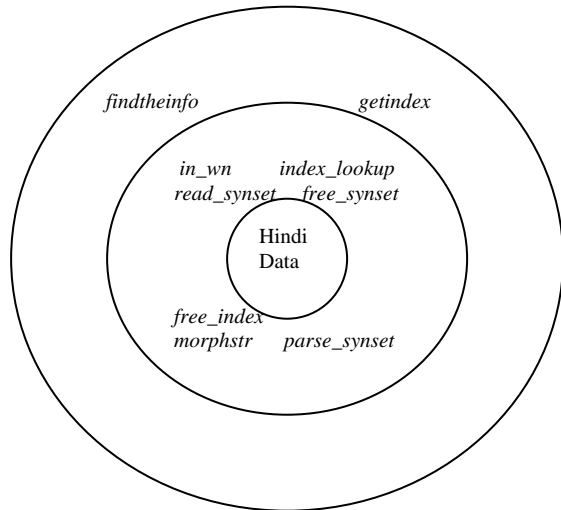 findtheinfo getindex
in_wn index_lookup
read_synset free_synset
Hindi
Data
free_index
morphstr parse_synset